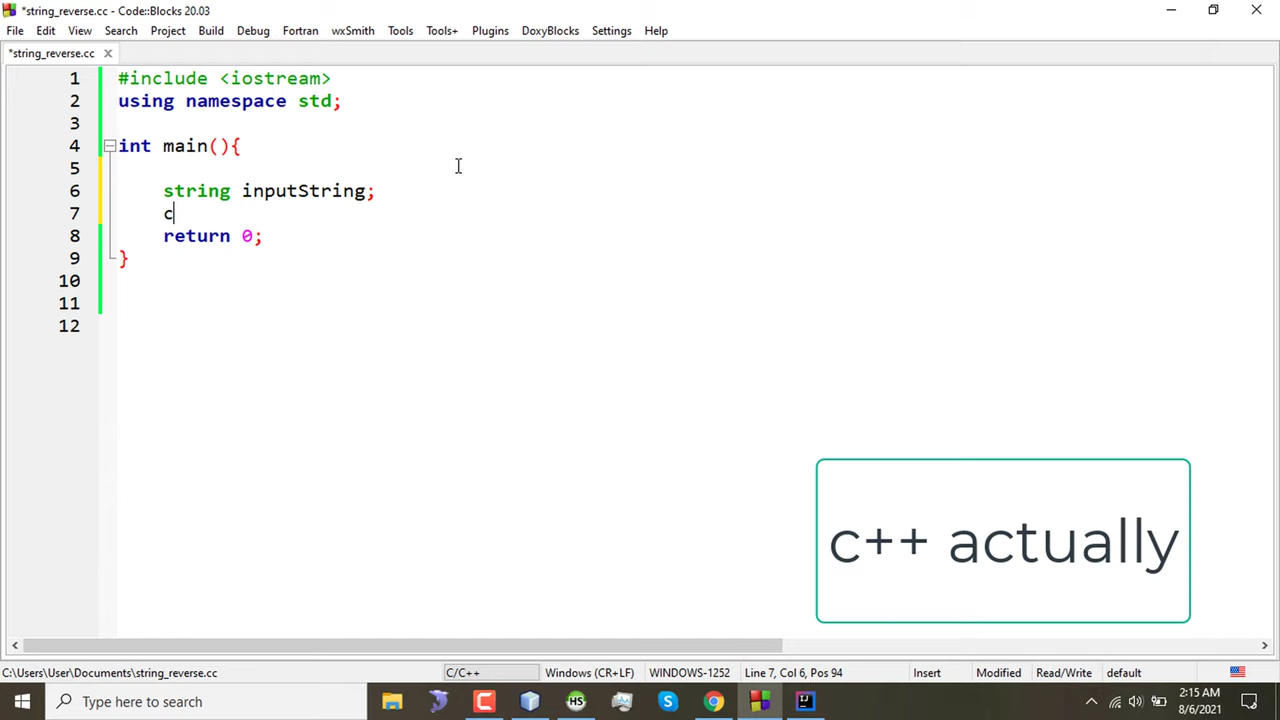 *string_reverse.cc - Code::Blocks 20.03
File Edit View Search Project Build Debug Fortran wxSmith Tools Tools+ Plugins DoxyBlocks Settings Help
*string_reverse.cc
1 #include <iostream>
2 using namespace std;
3
4 int main(){
5
6 string inputString;
7 c
8 return 0;
9 }
10
11
12
c++ actually
C:\Users\User\Documents\string_reverse.cc C/C++ Windows (CR+LF) WINDOWS-1252 Line 7, Col 6, Pos 94 Insert Modified Read/Write default
Type here to search
HS
IJ
2:15 AM
8/6/2021